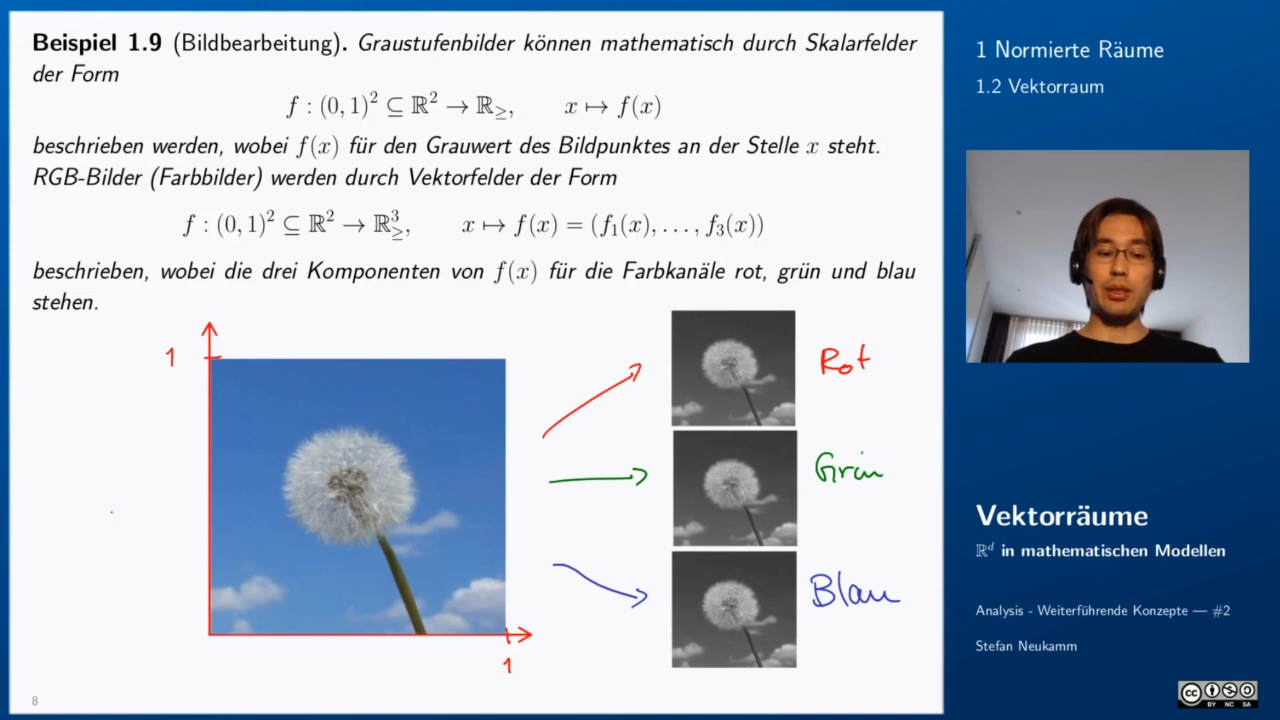 Beispiel 1.9 (Bildbearbeitung). Graustufenbilder können mathematisch durch Skalarfelder
der Form
f : (0, 1)² ⊆ ℝ² → ℝ≥, x ↦ f(x)
beschrieben werden, wobei f(x) für den Grauwert des Bildpunktes an der Stelle x steht.
RGB-Bilder (Farbbilder) werden durch Vektorfelder der Form
f : (0, 1)² ⊆ ℝ² → ℝ³≥, x ↦ f(x) = (f₁(x), . . . , f₃(x))
beschrieben, wobei die drei Komponenten von f(x) für die Farbkanäle rot, grün und blau
stehen.
1
1
Rot
Grün
Blau
8
1 Normierte Räume
1.2 Vektorraum
Vektorräume
ℝᵈ in mathematischen Modellen
Analysis - Weiterführende Konzepte — #2
Stefan Neukamm
CC
BY NC SA